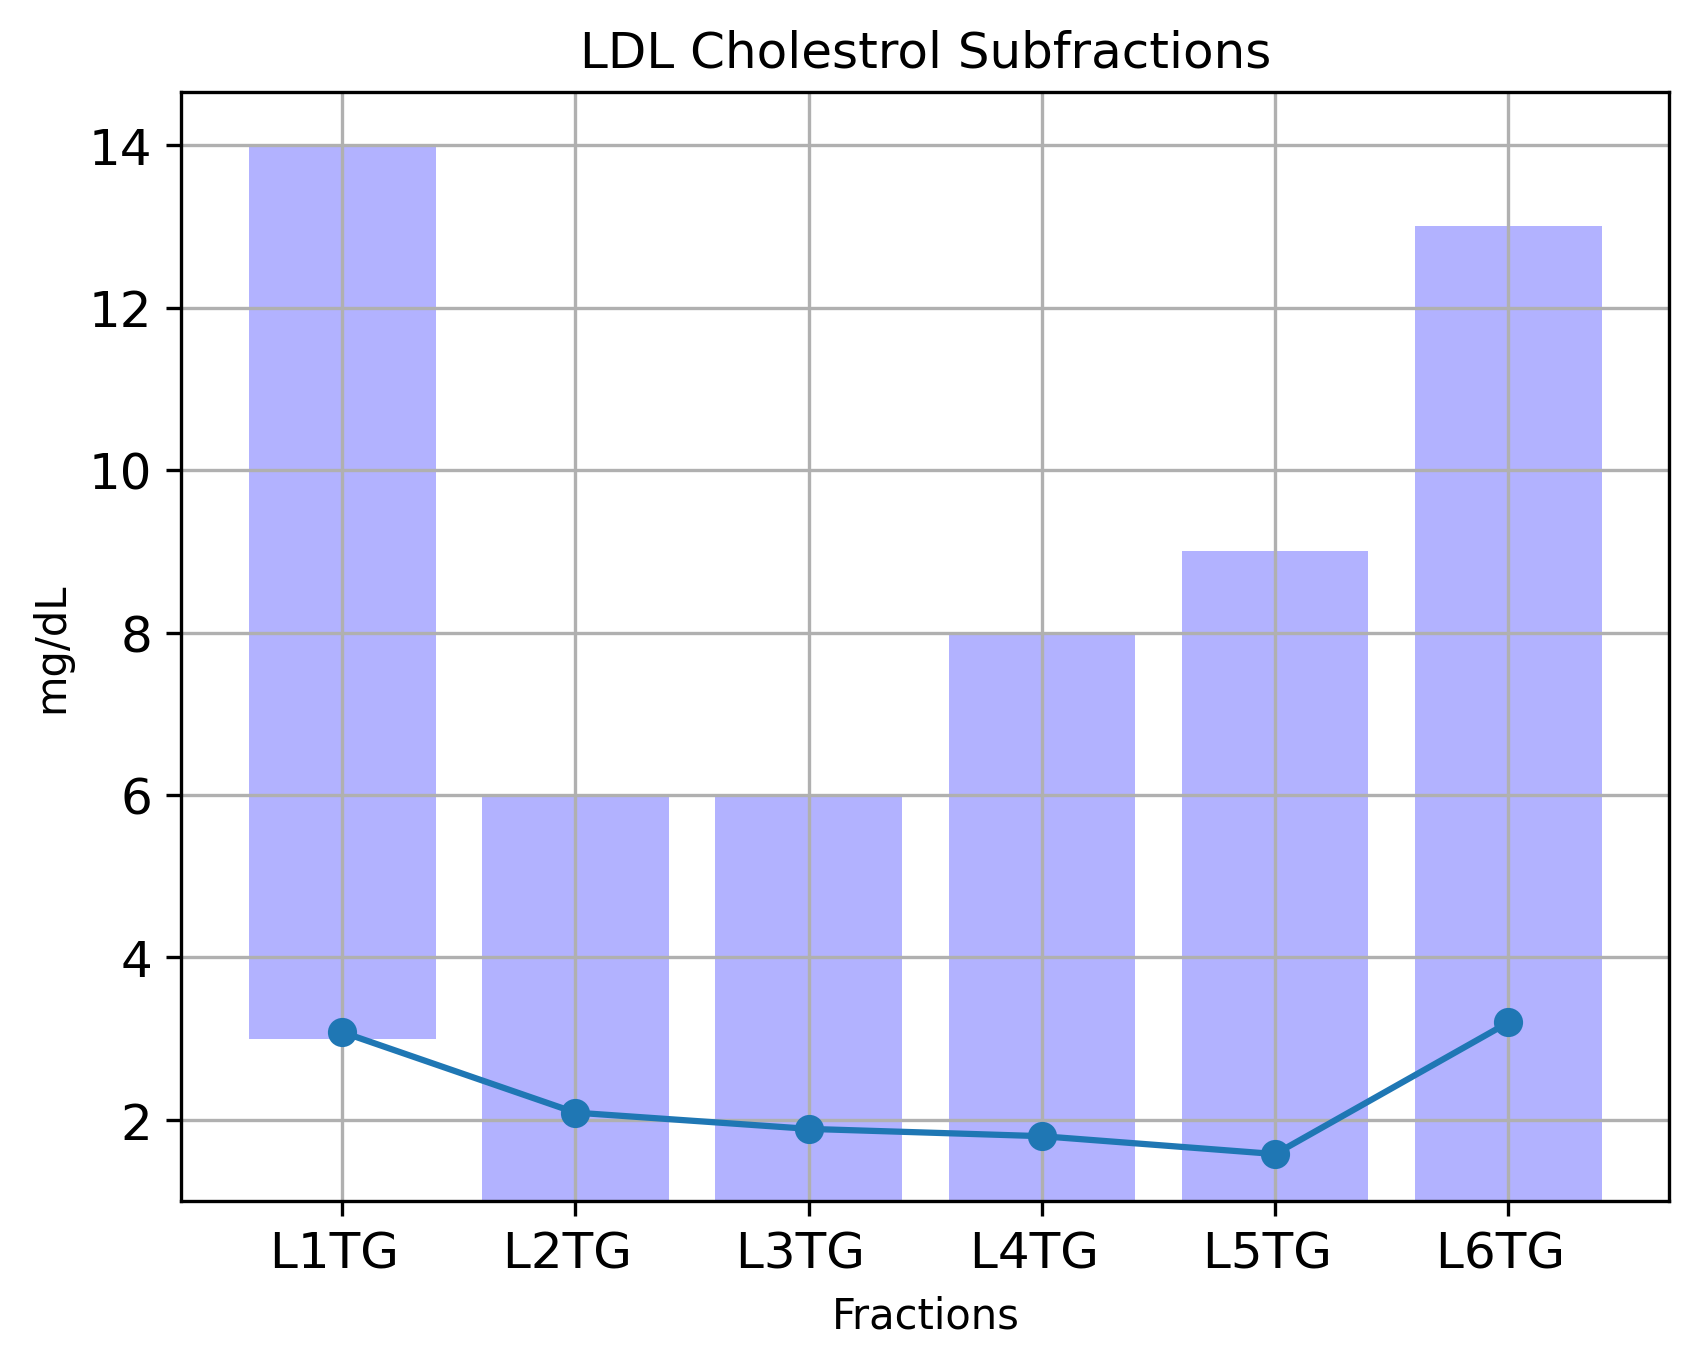 LDL Cholestrol Subfractions
14
12
10
8
6
4
2
mg/dL
L1TG L2TG L3TG L4TG L5TG L6TG
Fractions